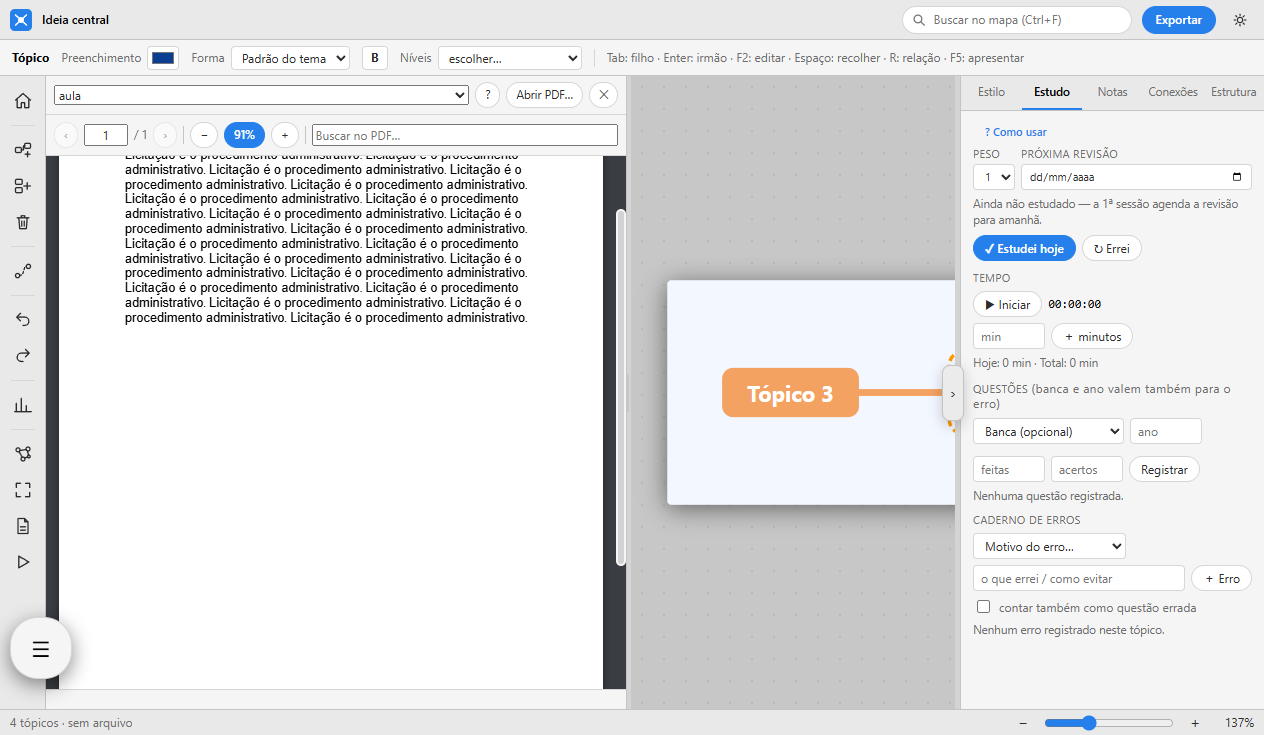 Ideia central
Buscar no mapa (Ctrl+F)
Exportar
Tópico
Preenchimento
Forma
Padrão do tema
B
Níveis
escolher...
Tab: filho · Enter: irmão · F2: editar · Espaço: recolher · R: relação · F5: apresentar
aula
?
Abrir PDF...
1
/ 1
91%
Buscar no PDF...
Licitação é o procedimento administrativo. Licitação é o procedimento
administrativo. Licitação é o procedimento administrativo. Licitação é o
procedimento administrativo. Licitação é o procedimento administrativo.
Licitação é o procedimento administrativo. Licitação é o procedimento
administrativo. Licitação é o procedimento administrativo. Licitação é o
procedimento administrativo. Licitação é o procedimento administrativo.
Licitação é o procedimento administrativo. Licitação é o procedimento
administrativo. Licitação é o procedimento administrativo. Licitação é o
procedimento administrativo. Licitação é o procedimento administrativo.
Licitação é o procedimento administrativo. Licitação é o procedimento
administrativo. Licitação é o procedimento administrativo. Licitação é o
procedimento administrativo. Licitação é o procedimento administrativo.
Tópico 3
Estilo
Estudo
Notas
Conexões
Estrutura
? Como usar
PESO
PRÓXIMA REVISÃO
1
dd/mm/aaaa
Ainda não estudado — a 1ª sessão agenda a revisão
para amanhã.
✓ Estudei hoje
↻ Errei
TEMPO
▶ Iniciar
00:00:00
min
+ minutos
Hoje: 0 min · Total: 0 min
QUESTÕES (banca e ano valem também para o
erro)
Banca (opcional)
ano
feitas
acertos
Registrar
Nenhuma questão registrada.
CADERNO DE ERROS
Motivo do erro...
o que errei / como evitar
+ Erro
contar também como questão errada
Nenhum erro registrado neste tópico.
4 tópicos · sem arquivo
137%